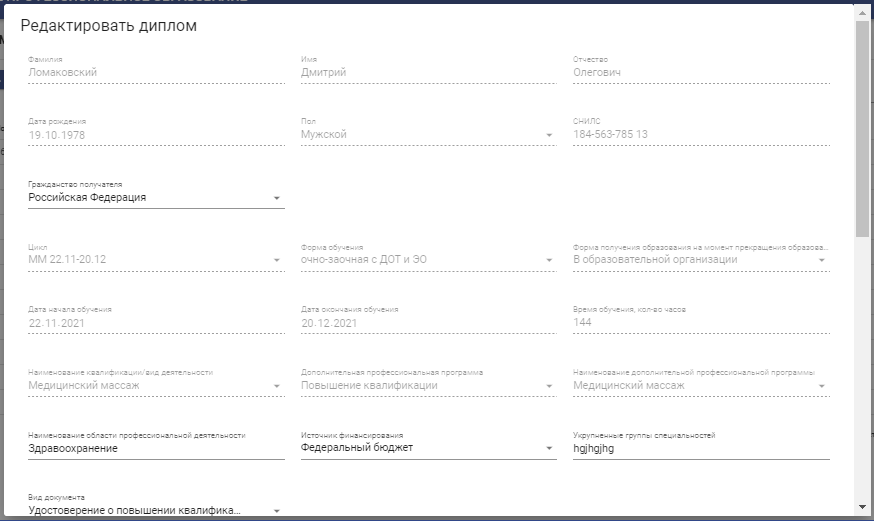 Редактировать диплом
Фамилия Имя Отчество
Ломаковский Дмитрий Олегович
Дата рождения Пол СНИЛС
19.10.1978 Мужской 184-563-785 13
Гражданство получателя
Российская Федерация
Цикл Форма обучения Форма получения образования на момент прекращения образова...
ММ 22.11-20.12 очно-заочная с ДОТ и ЭО В образовательной организации
Дата начала обучения Дата окончания обучения Время обучения, кол-во часов
22.11.2021 20.12.2021 144
Наименование квалификации/вид деятельности Дополнительная профессиональная программа Наименование дополнительной профессиональной программы
Медицинский массаж Повышение квалификации Медицинский массаж
Наименование области профессиональной деятельности Источник финансирования Укрупненные группы специальностей
Здравоохранение Федеральный бюджет hgjhgjhg
Вид документа
Удостоверение о повышении квалифика...